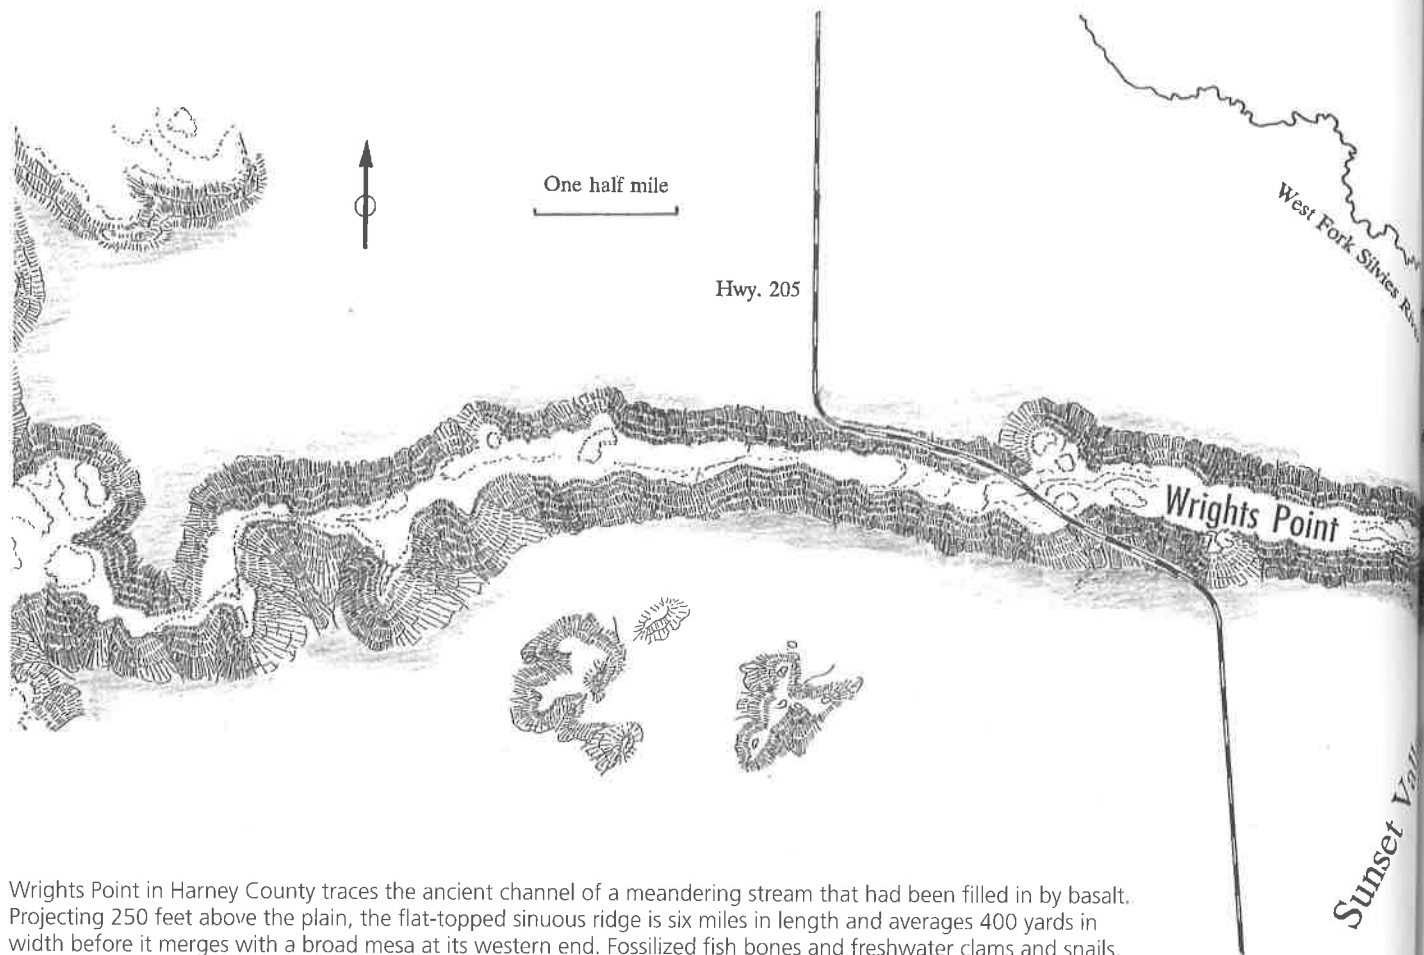 One half mile
Hwy. 205
West Fork Silvies
Wrights Point
Sunset
Wrights Point in Harney County traces the ancient channel of a meandering stream that had been filled in by basalt.
Projecting 250 feet above the plain, the flat-topped sinuous ridge is six miles in length and averages 400 yards in
width before it merges with a broad mesa at its western end. Fossilized fish bones and freshwater clams and snails,